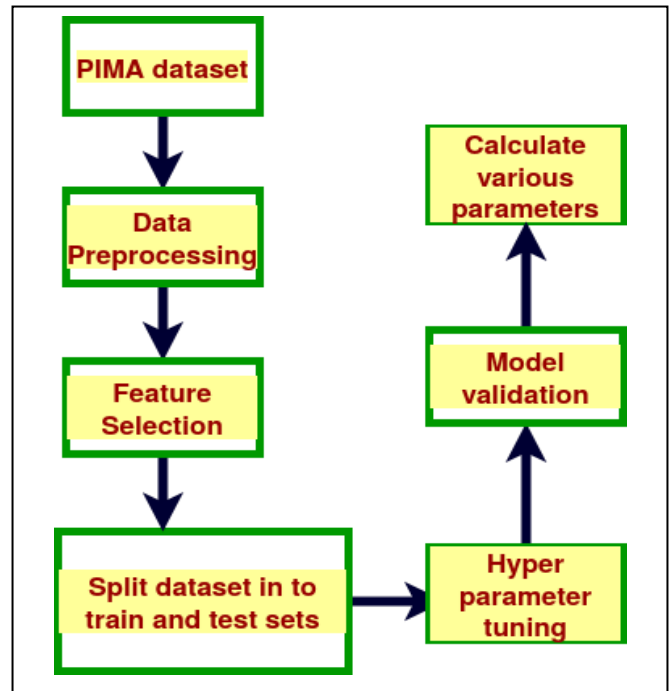 PIMA dataset
Data
Preprocessing
Feature
Selection
Split dataset in to
train and test sets
Hyper
parameter
tuning
Model
validation
Calculate
various
parameters